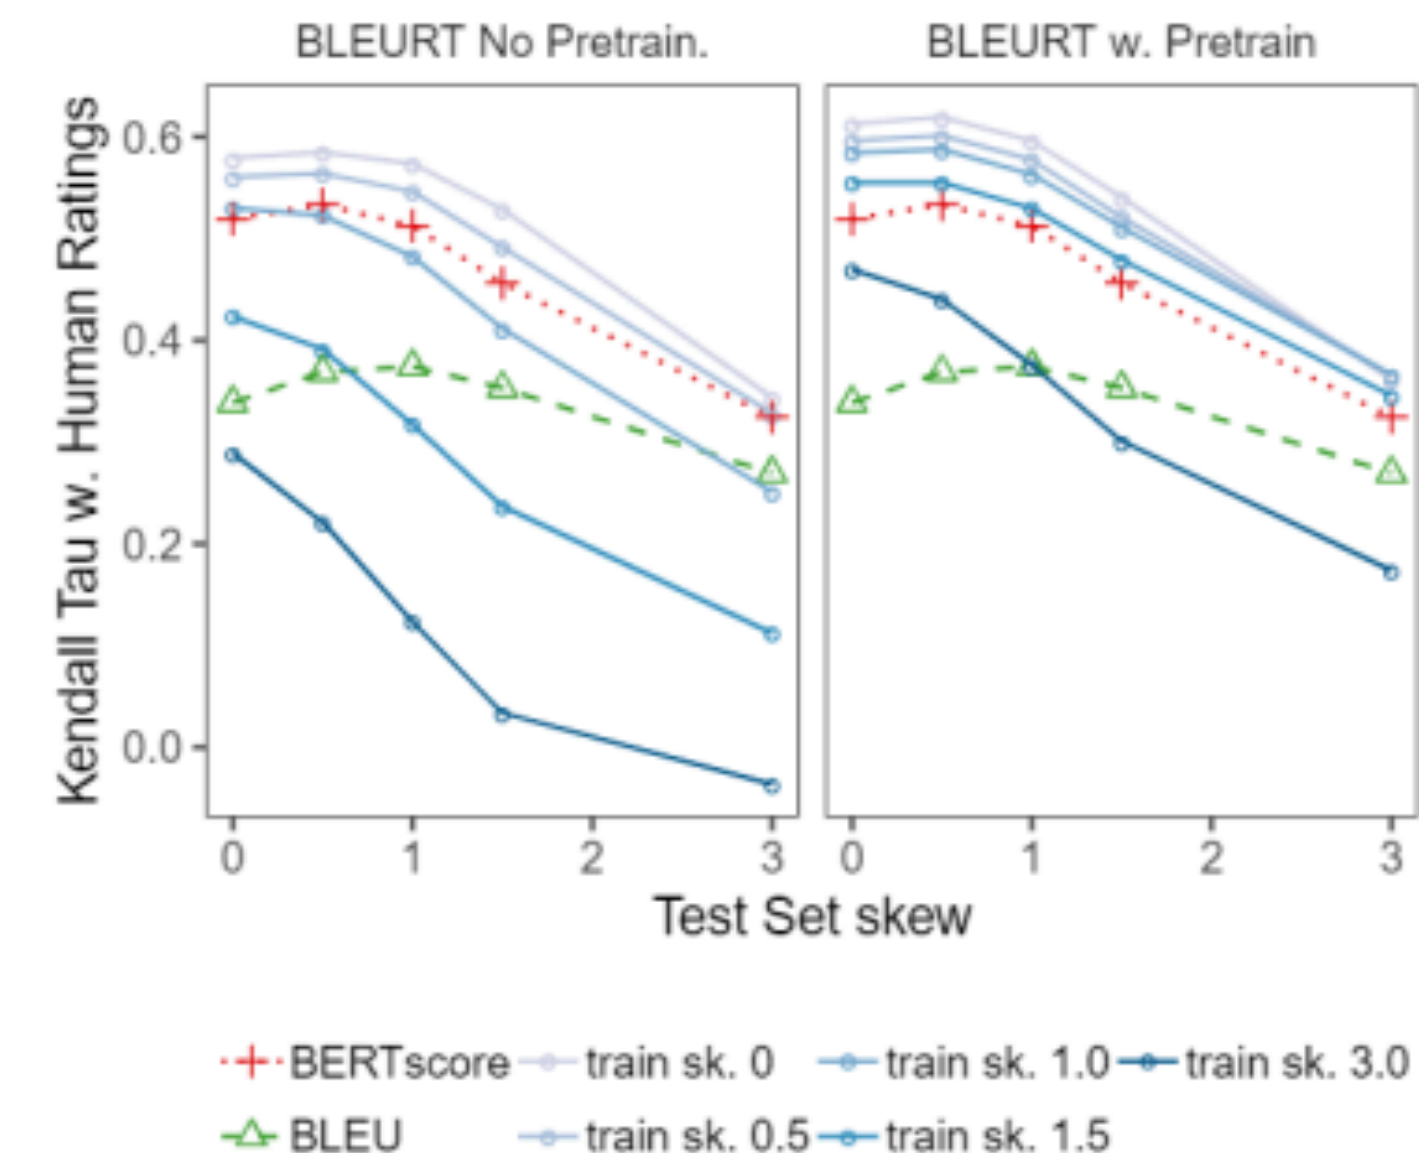 BLEURT No Pretrain. BLEURT w. Pretrain
Kendall Tau w. Human Ratings
0.6
0.4
0.2
0.0
0 1 2 3 0 1 2 3
Test Set skew
BERTscore train sk. 0 train sk. 1.0 train sk. 3.0
BLEU train sk. 0.5 train sk. 1.5